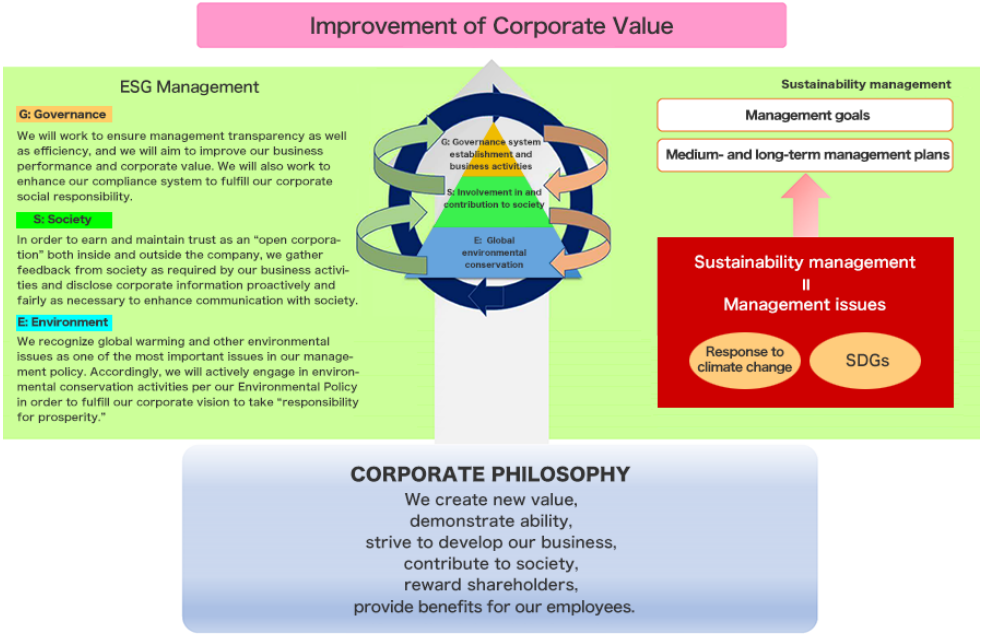 Improvement of Corporate Value
ESG Management
G: Governance
We will work to ensure management transparency as well
as efficiency, and we will aim to improve our business
performance and corporate value. We will also work to
enhance our compliance system to fulfill our corporate
social responsibility.
S: Society
In order to earn and maintain trust as an “open corpora-
tion” both inside and outside the company, we gather
feedback from society as required by our business activi-
ties and disclose corporate information proactively and
fairly as necessary to enhance communication with society.
E: Environment
We recognize global warming and other environmental
issues as one of the most important issues in our manage-
ment policy. Accordingly, we will actively engage in environ-
mental conservation activities per our Environmental Policy
in order to fulfill our corporate vision to take “responsibility
for prosperity.”
G: Governance system
establishment and
business activities
S: Involvement in and
contribution to society
E: Global
environmental
conservation
Sustainability management
Management goals
Medium- and long-term management plans
Sustainability management
=
Management issues
Response to
climate change
SDGs
CORPORATE PHILOSOPHY
We create new value,
demonstrate ability,
strive to develop our business,
contribute to society,
reward shareholders,
provide benefits for our employees.